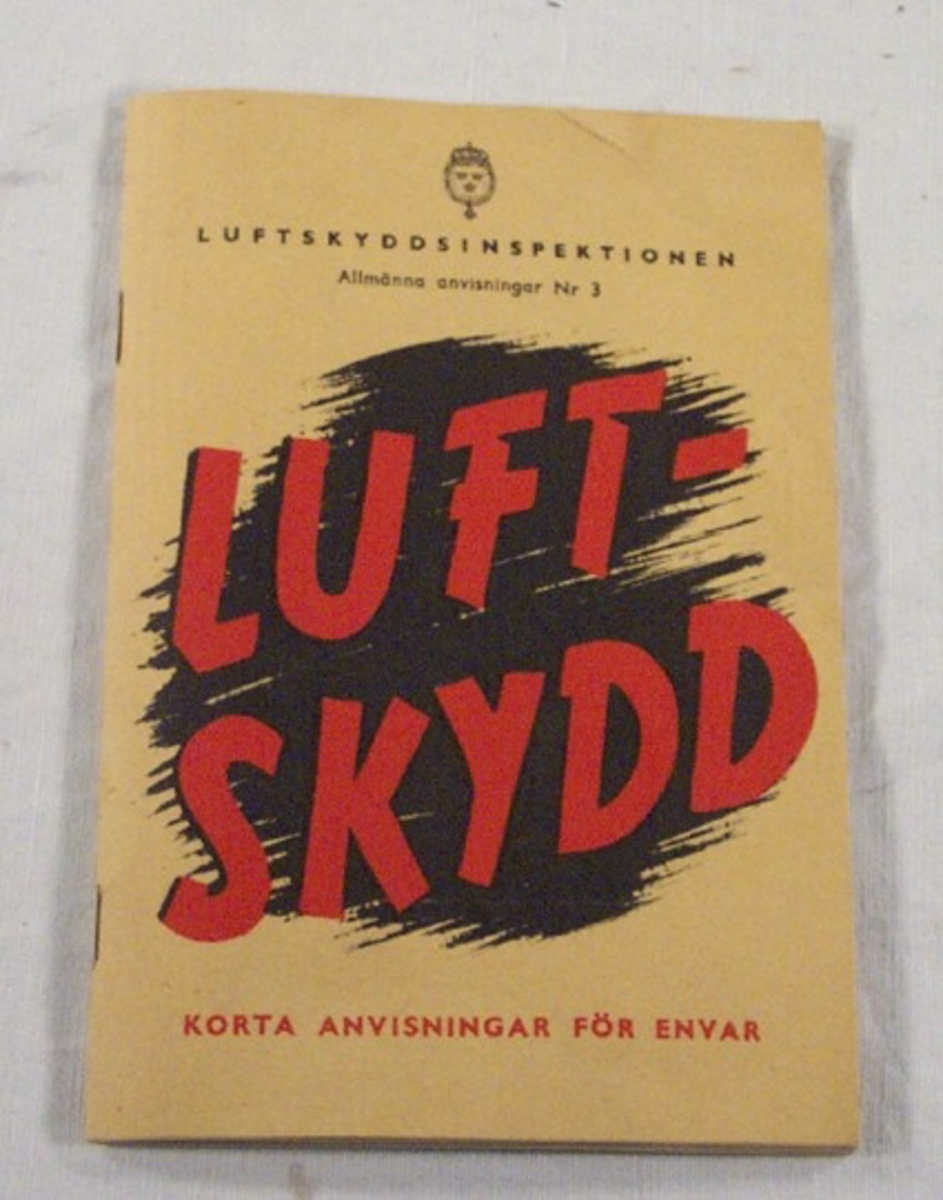 LUFTSKYDDSINSPEKTIONEN
Allmänna anvisningar Nr 3
LUFT-
SKYDD
KORTA ANVISNINGAR FÖR ENVAR